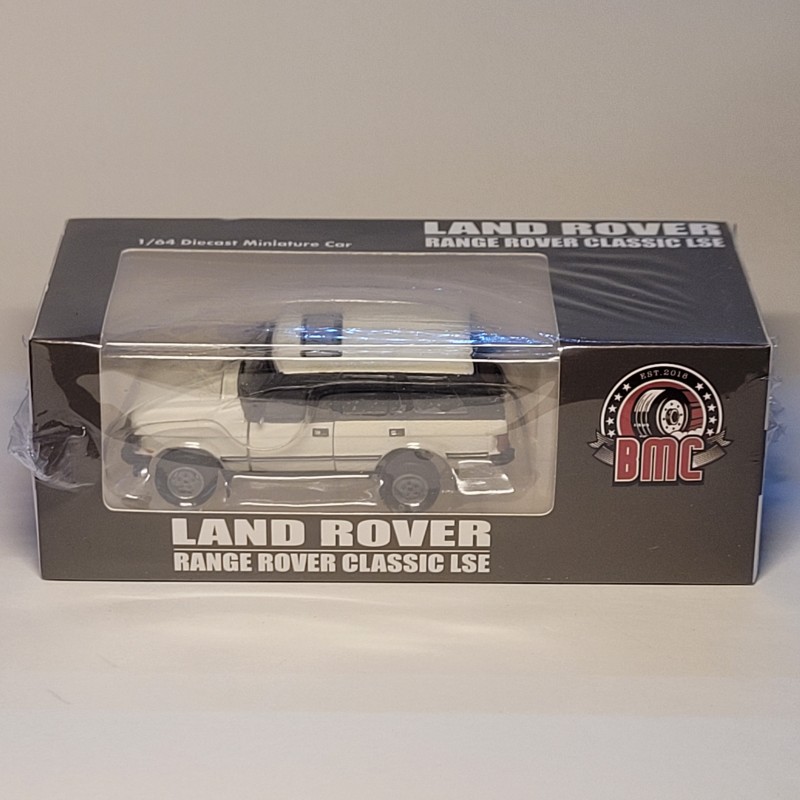 1/64 Diecast Miniature Car
LAND ROVER
RANGE ROVER CLASSIC LSE
EST.2016
BMC
LAND ROVER
RANGE ROVER CLASSIC LSE